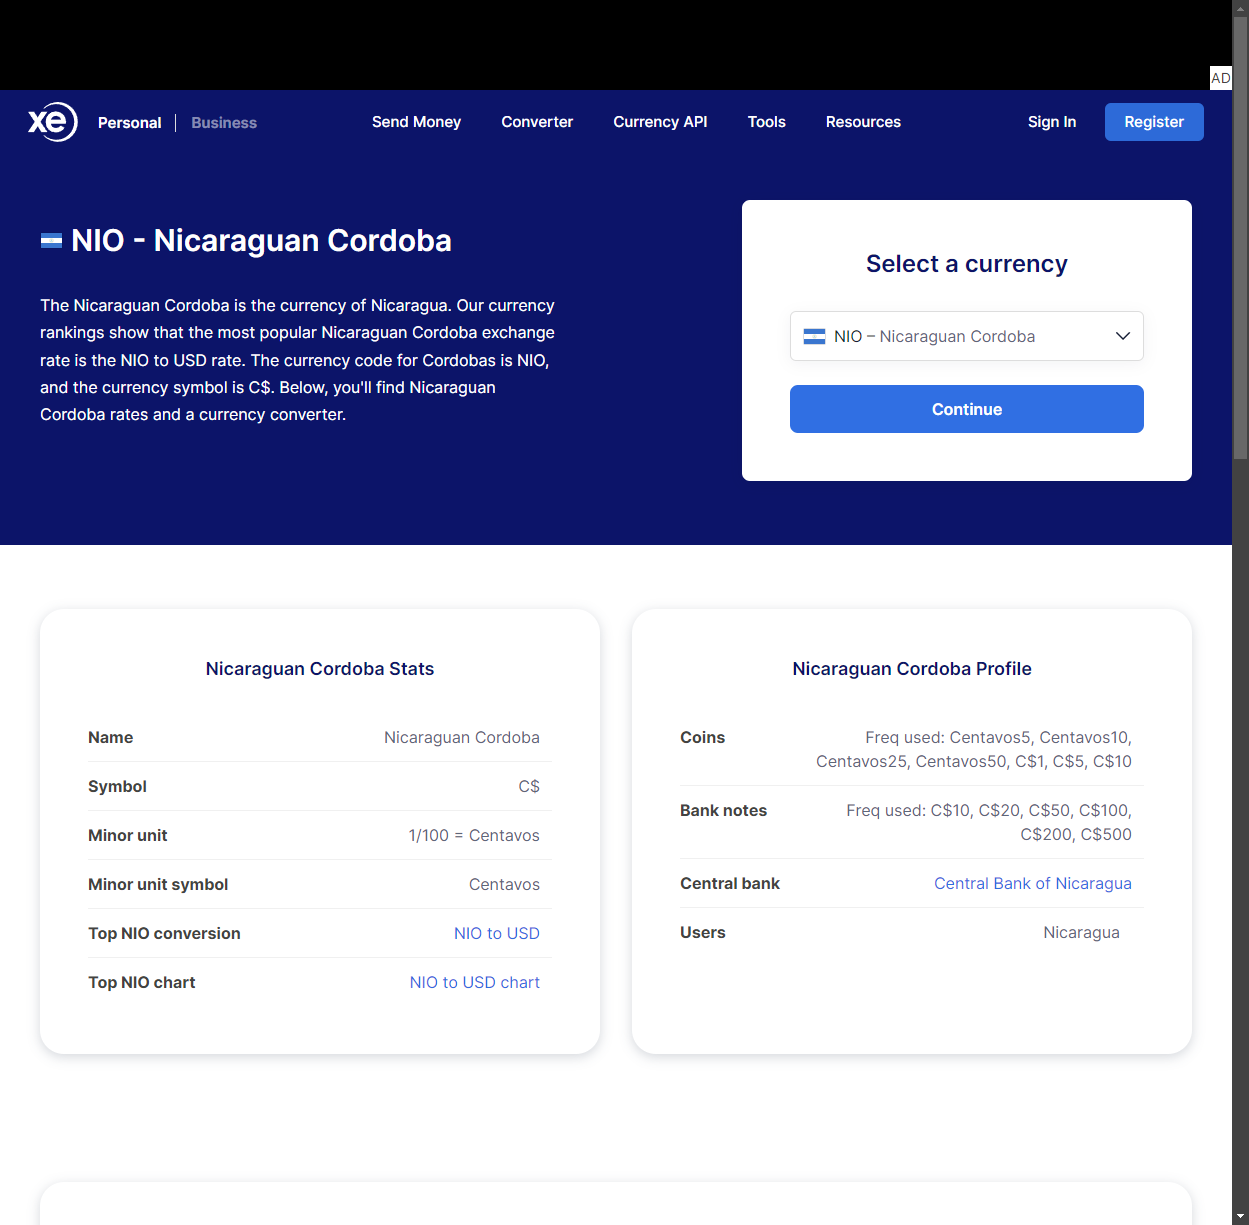 AD
xe Personal | Business Send Money Converter Currency API Tools Resources Sign In Register
NIO - Nicaraguan Cordoba
The Nicaraguan Cordoba is the currency of Nicaragua. Our currency
rankings show that the most popular Nicaraguan Cordoba exchange
rate is the NIO to USD rate. The currency code for Cordobas is NIO,
and the currency symbol is C$. Below, you'll find Nicaraguan
Cordoba rates and a currency converter.
Select a currency
NIO – Nicaraguan Cordoba
Continue
Nicaraguan Cordoba Stats
Name Nicaraguan Cordoba
Symbol C$
Minor unit 1/100 = Centavos
Minor unit symbol Centavos
Top NIO conversion NIO to USD
Top NIO chart NIO to USD chart
Nicaraguan Cordoba Profile
Coins Freq used: Centavos5, Centavos10,
Centavos25, Centavos50, C$1, C$5, C$10
Bank notes Freq used: C$10, C$20, C$50, C$100,
C$200, C$500
Central bank Central Bank of Nicaragua
Users Nicaragua